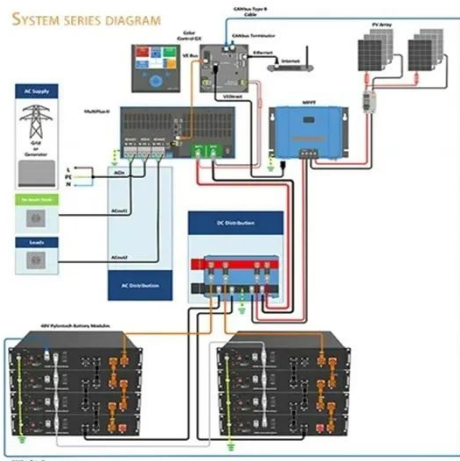 SYSTEM SERIES DIAGRAM
CANbus Type B
Cable
PV Array
Color
Control GX
CANbus Terminator
VE Bus
Ethernet
Internet
AC Supply
VE Direct
MPPT
MultiPlus-II
Grid
or
Generator
L
PE
N
ACin
ACout1
Loads
DC Distribution
ACout2
AC Distribution
48V Pylontech Battery Modules